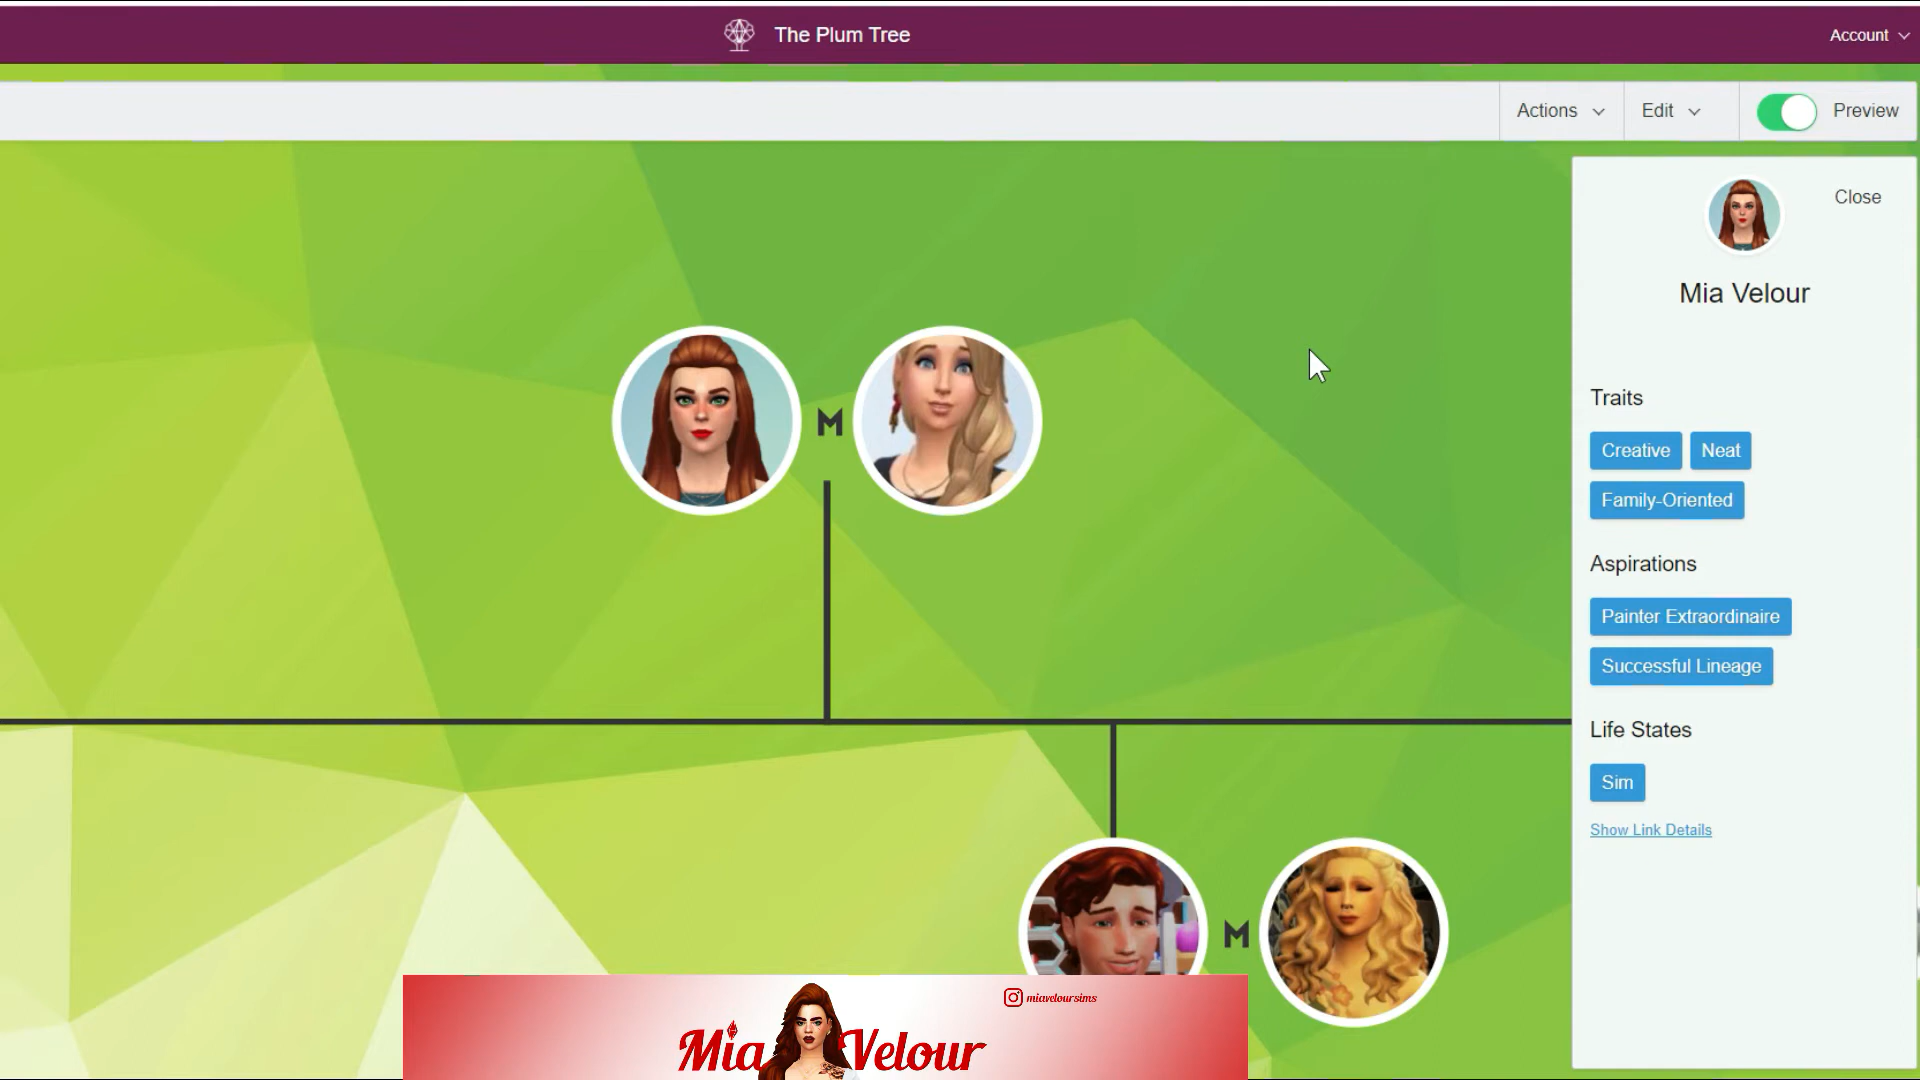 The Plum Tree
Account
Actions
Edit
Preview
Close
Mia Velour
M
Traits
Creative
Neat
Family-Oriented
Aspirations
Painter Extraordinaire
Successful Lineage
Life States
Sim
Show Link Details
M
miaveloursims
Mia Velour